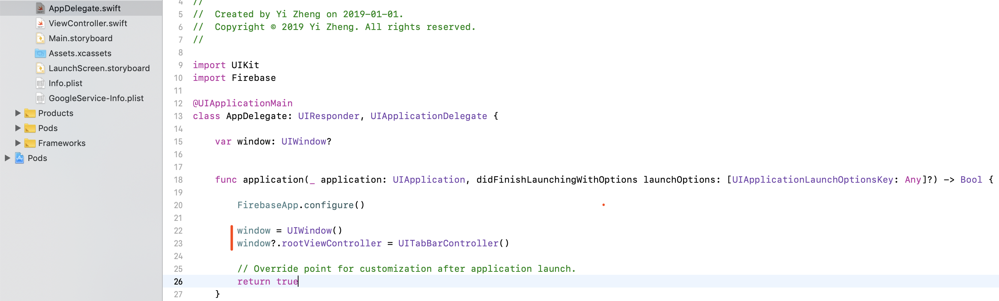 AppDelegate.swift
ViewController.swift
Main.storyboard
Assets.xcassets
LaunchScreen.storyboard
Info.plist
GoogleService-Info.plist
Products
Pods
Frameworks
Pods
4 //
5 //  Created by Yi Zheng on 2019-01-01.
6 //  Copyright © 2019 Yi Zheng. All rights reserved.
7 //
8
9 import UIKit
10 import Firebase
11
12 @UIApplicationMain
13 class AppDelegate: UIResponder, UIApplicationDelegate {
14
15     var window: UIWindow?
16
17
18     func application(_ application: UIApplication, didFinishLaunchingWithOptions launchOptions: [UIApplicationLaunchOptionsKey: Any]?) -> Bool {
19
20         FirebaseApp.configure()
21
22         window = UIWindow()
23         window?.rootViewController = UITabBarController()
24
25         // Override point for customization after application launch.
26         return true
27     }